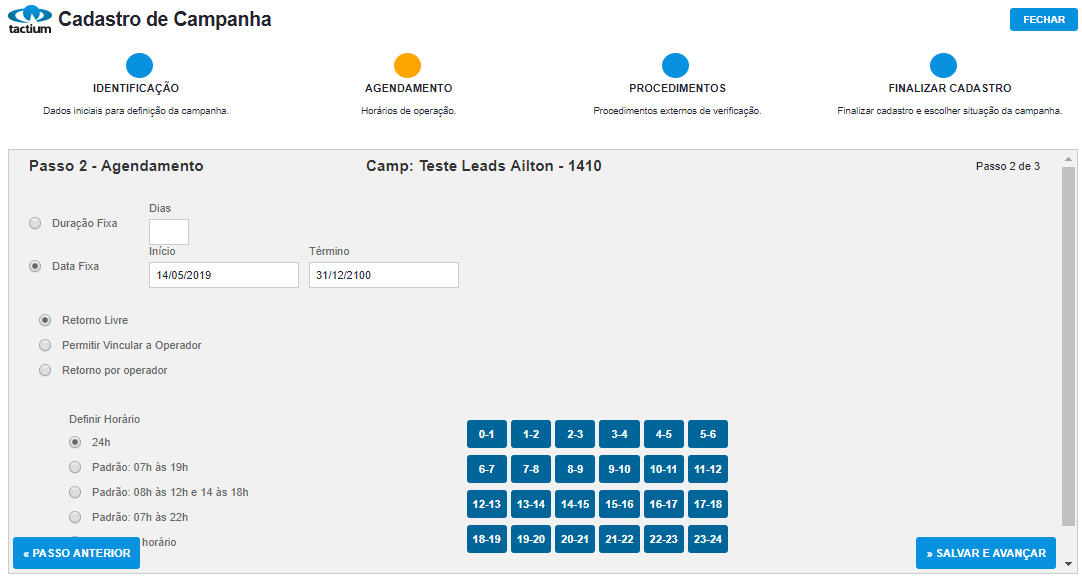 tactium
Cadastro de Campanha
FECHAR
IDENTIFICAÇÃO
AGENDAMENTO
PROCEDIMENTOS
FINALIZAR CADASTRO
Dados iniciais para definição da campanha.
Horários de operação.
Procedimentos externos de verificação.
Finalizar cadastro e escolher situação da campanha.
Passo 2 - Agendamento
Camp: Teste Leads Ailton - 1410
Passo 2 de 3
Dias
Duração Fixa
Início
Término
Data Fixa
14/05/2019
31/12/2100
Retorno Livre
Permitir Vincular a Operador
Retorno por operador
Definir Horário
24h
Padrão: 07h às 19h
Padrão: 08h às 12h e 14 às 18h
Padrão: 07h às 22h
horário
0-1 1-2 2-3 3-4 4-5 5-6
6-7 7-8 8-9 9-10 10-11 11-12
12-13 13-14 14-15 15-16 16-17 17-18
18-19 19-20 20-21 21-22 22-23 23-24
« PASSO ANTERIOR
» SALVAR E AVANÇAR